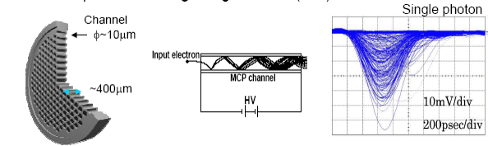 Single photon
Channel
ϕ~10μm
~400μm
Input electron
MCP channel
HV
10mV/div
200psec/div